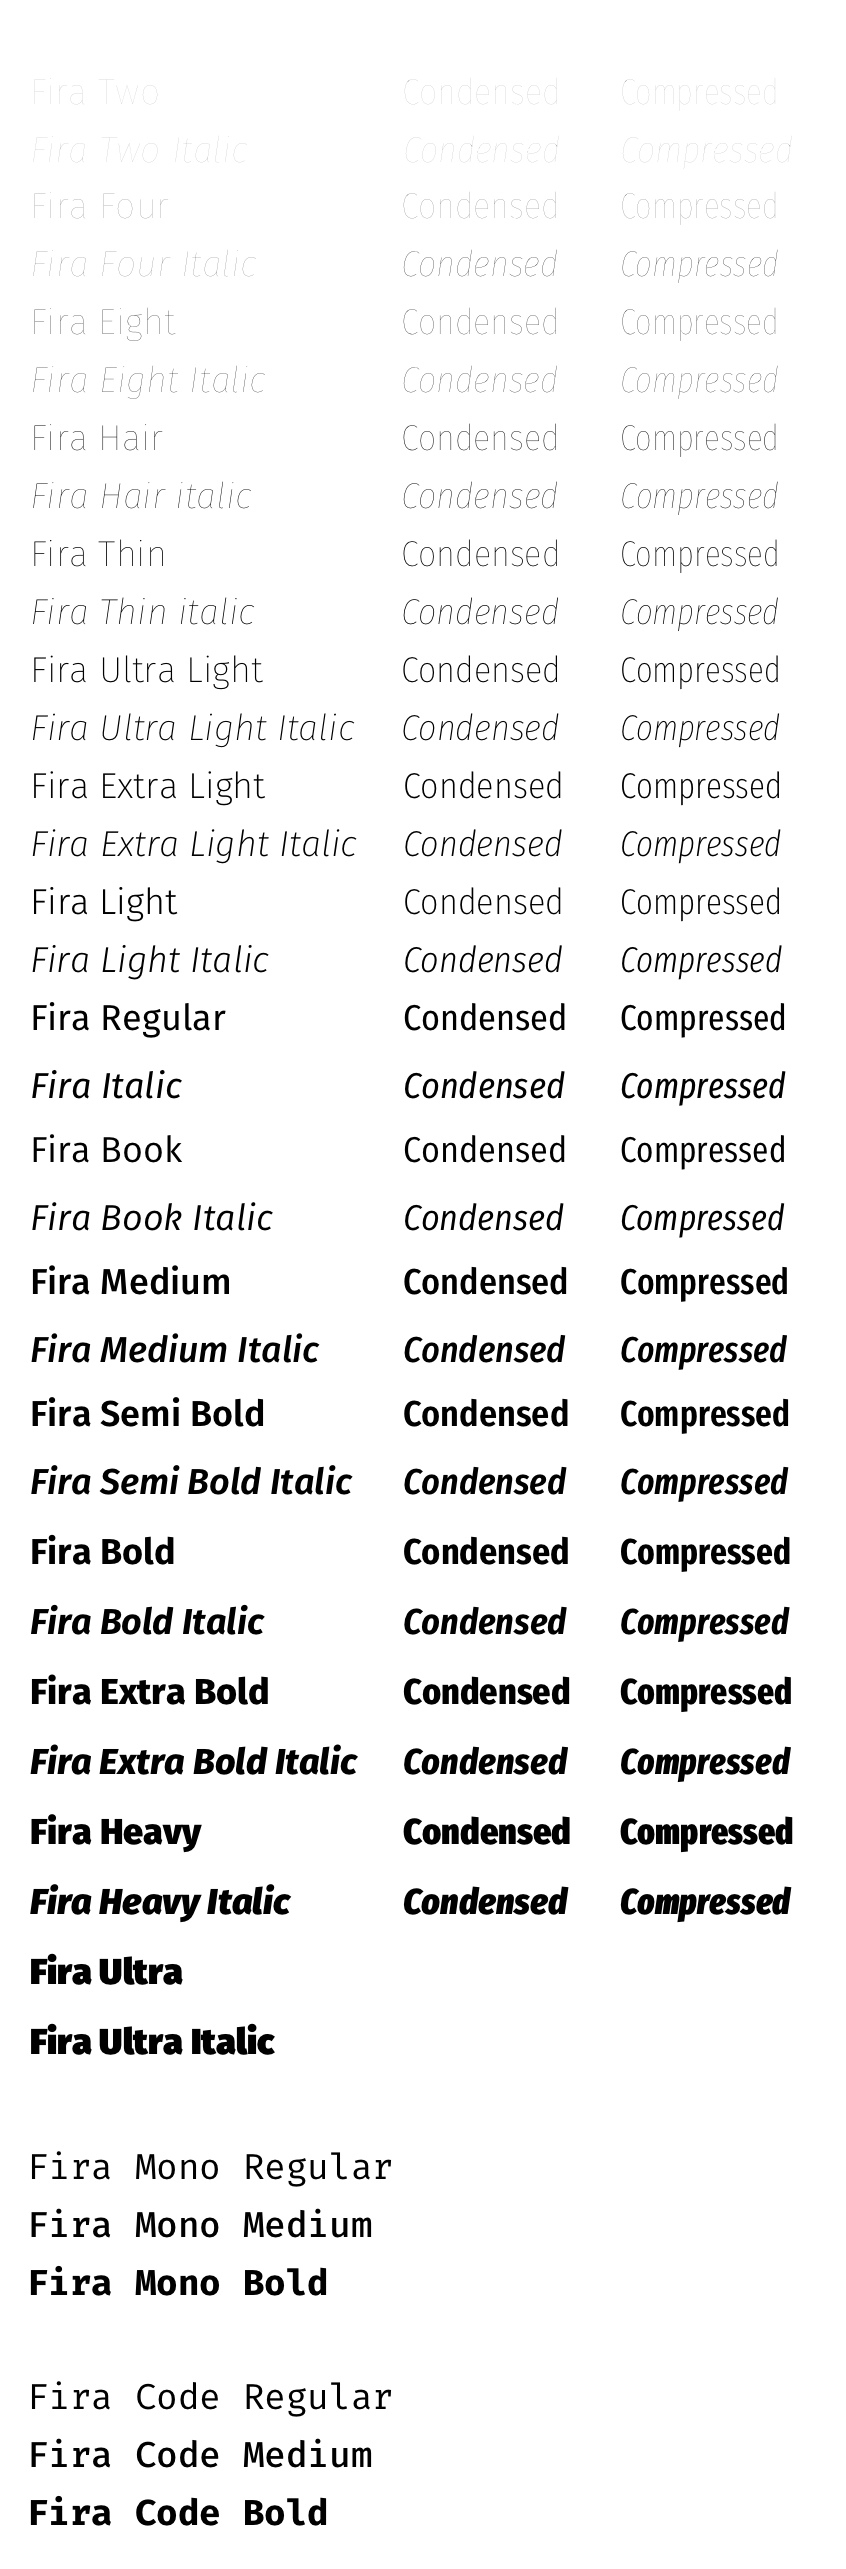 Fira Two Condensed Compressed
Fira Two Italic Condensed Compressed
Fira Four Condensed Compressed
Fira Four Italic Condensed Compressed
Fira Eight Condensed Compressed
Fira Eight Italic Condensed Compressed
Fira Hair Condensed Compressed
Fira Hair italic Condensed Compressed
Fira Thin Condensed Compressed
Fira Thin italic Condensed Compressed
Fira Ultra Light Condensed Compressed
Fira Ultra Light Italic Condensed Compressed
Fira Extra Light Condensed Compressed
Fira Extra Light Italic Condensed Compressed
Fira Light Condensed Compressed
Fira Light Italic Condensed Compressed
Fira Regular Condensed Compressed
Fira Italic Condensed Compressed
Fira Book Condensed Compressed
Fira Book Italic Condensed Compressed
Fira Medium Condensed Compressed
Fira Medium Italic Condensed Compressed
Fira Semi Bold Condensed Compressed
Fira Semi Bold Italic Condensed Compressed
Fira Bold Condensed Compressed
Fira Bold Italic Condensed Compressed
Fira Extra Bold Condensed Compressed
Fira Extra Bold Italic Condensed Compressed
Fira Heavy Condensed Compressed
Fira Heavy Italic Condensed Compressed
Fira Ultra
Fira Ultra Italic
Fira Mono Regular
Fira Mono Medium
Fira Mono Bold
Fira Code Regular
Fira Code Medium
Fira Code Bold